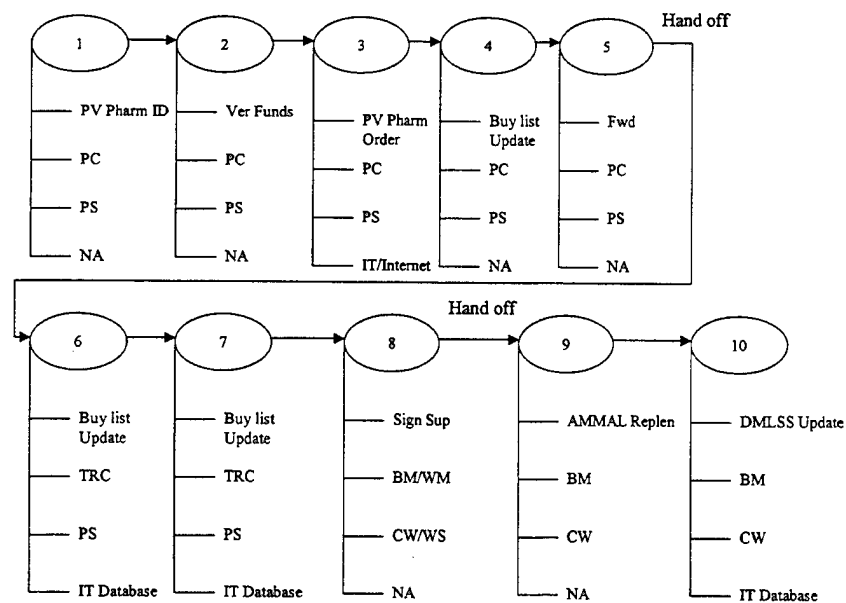 Hand off
1
2
3
4
5
PV Pharm ID
Ver Funds
PV Pharm
Order
Buy list
Update
Fwd
PC
PC
PC
PC
PC
PS
PS
PS
PS
PS
NA
NA
IT/Internet
NA
NA
Hand off
6
7
8
9
10
Buy list
Update
Buy list
Update
Sign Sup
AMMAL Replen
DMLSS Update
TRC
TRC
BM/WM
BM
BM
PS
PS
CW/WS
CW
CW
IT Database
IT Database
NA
NA
IT Database